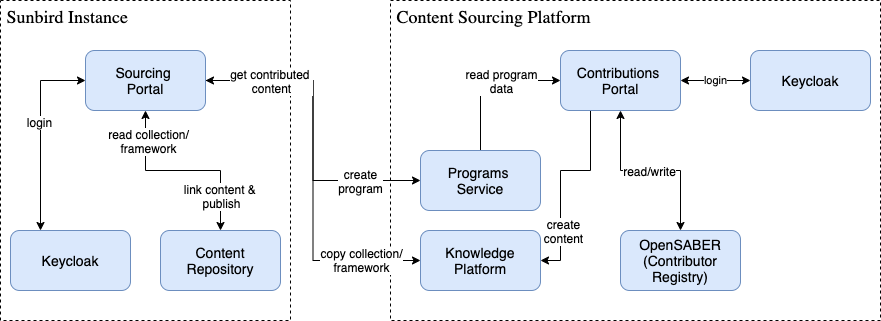 Sunbird Instance
Content Sourcing Platform
Sourcing
Portal
get contributed
content
read program
data
Contributions
Portal
login
Keycloak
login
read collection/
framework
create
program
Programs
Service
read/write
link content &
publish
Keycloak
Content
Repository
copy collection/
framework
Knowledge
Platform
create
content
OpenSABER
(Contributor
Registry)